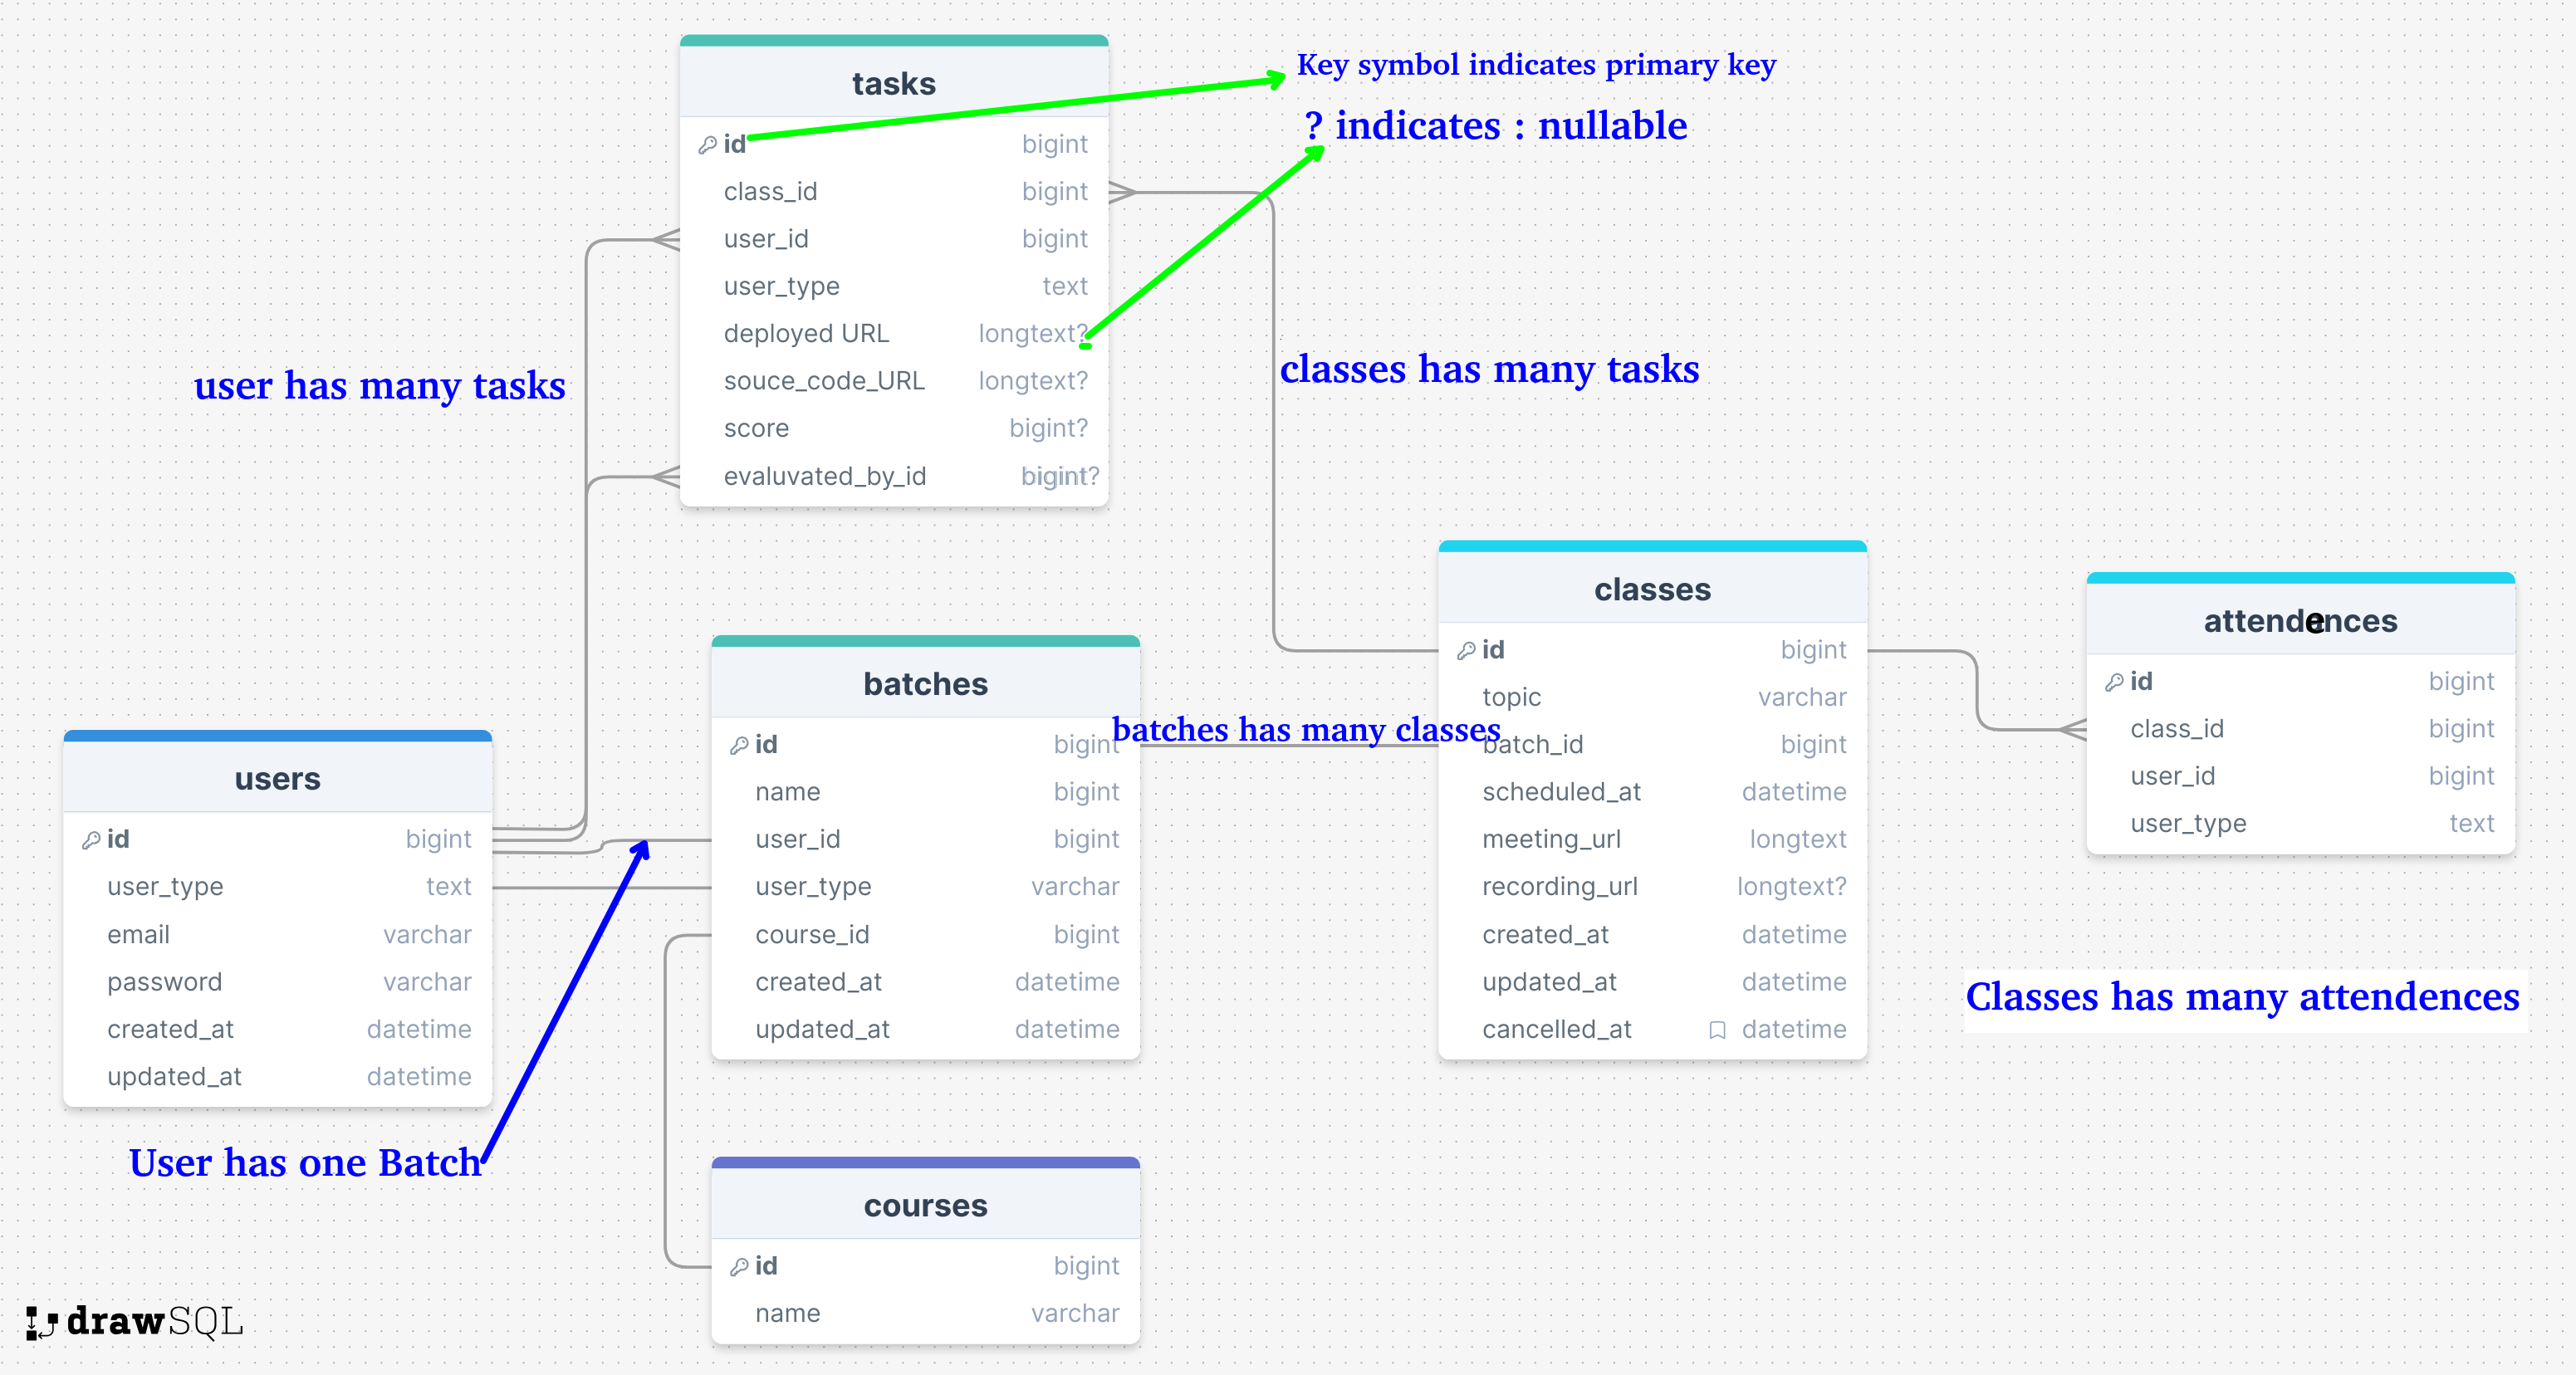 tasks
id bigint
class_id bigint
user_id bigint
user_type text
deployed URL longtext?
souce_code_URL longtext?
score bigint?
evaluvated_by_id bigint?
Key symbol indicates primary key
? indicates : nullable
user has many tasks
classes has many tasks
users
id bigint
user_type text
email varchar
password varchar
created_at datetime
updated_at datetime
User has one Batch
batches
id bigint
name bigint
user_id bigint
user_type varchar
course_id bigint
created_at datetime
updated_at datetime
batches has many classes
classes
id bigint
topic varchar
batch_id bigint
scheduled_at datetime
meeting_url longtext
recording_url longtext?
created_at datetime
updated_at datetime
cancelled_at datetime
attendences
id bigint
class_id bigint
user_id bigint
user_type text
Classes has many attendences
courses
id bigint
name varchar
drawSQL